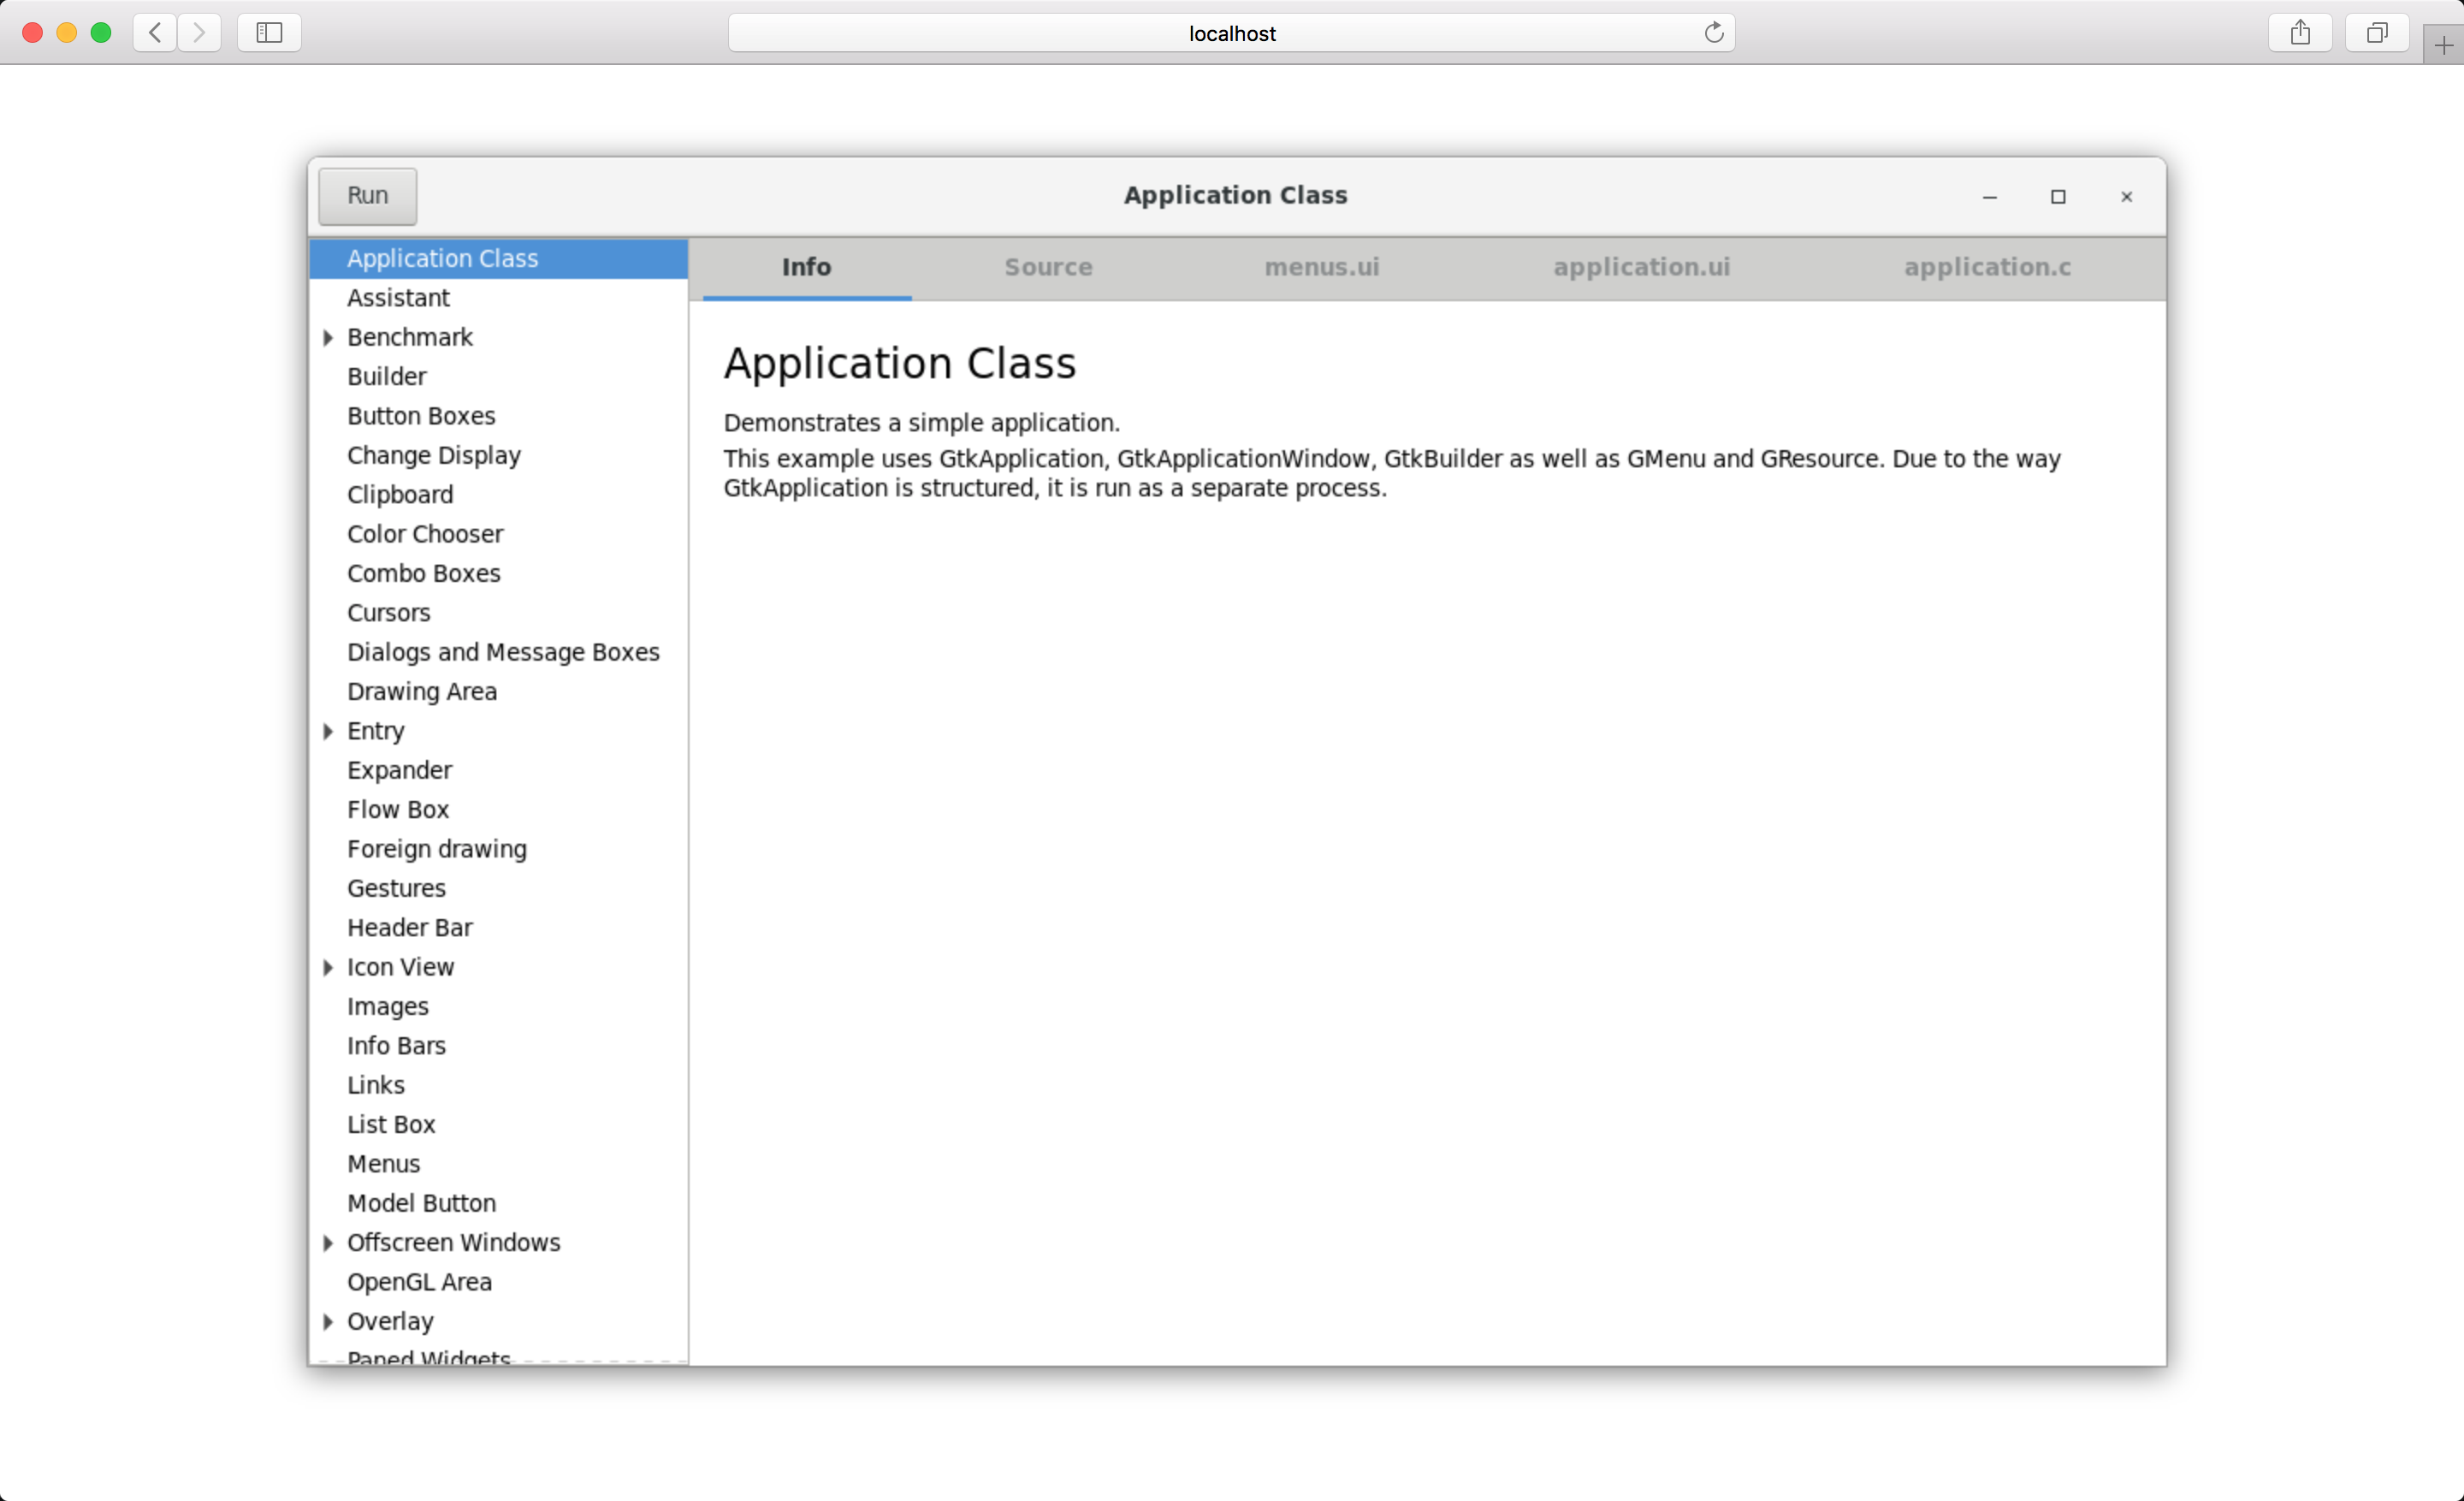 localhost
Run
Application Class
Application Class
Assistant
Benchmark
Builder
Button Boxes
Change Display
Clipboard
Color Chooser
Combo Boxes
Cursors
Dialogs and Message Boxes
Drawing Area
Entry
Expander
Flow Box
Foreign drawing
Gestures
Header Bar
Icon View
Images
Info Bars
Links
List Box
Menus
Model Button
Offscreen Windows
OpenGL Area
Overlay
Paned Widgets
Info
Source
menus.ui
application.ui
application.c
Application Class
Demonstrates a simple application.
This example uses GtkApplication, GtkApplicationWindow, GtkBuilder as well as GMenu and GResource. Due to the way
GtkApplication is structured, it is run as a separate process.